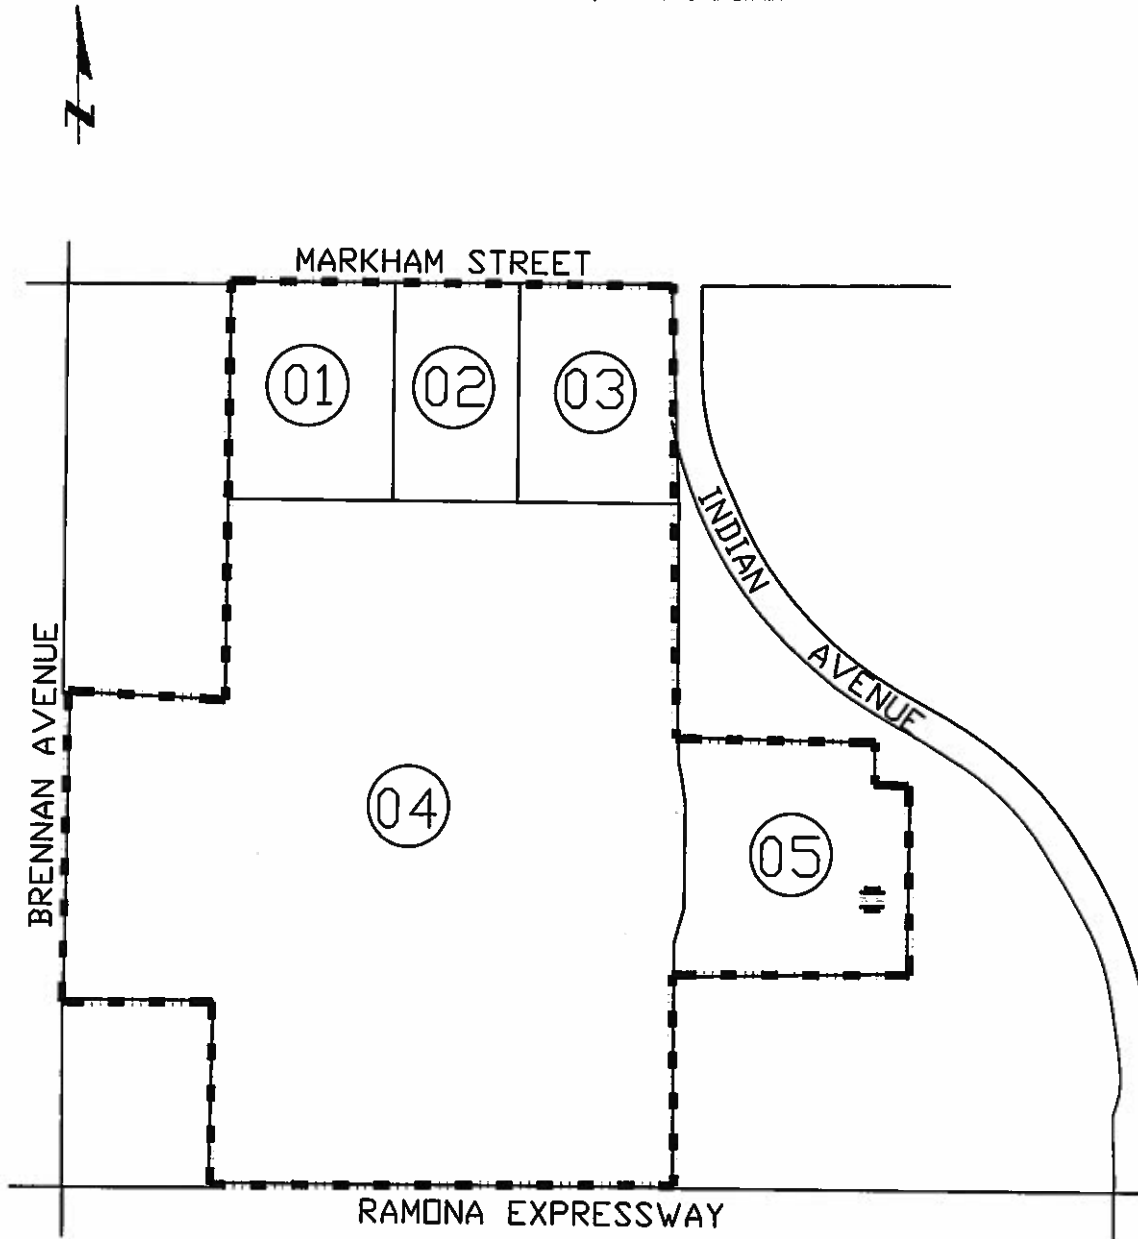 N
MARKHAM STREET
01
02
03
INDIAN AVENUE
BRENNAN AVENUE
04
05
RAMONA EXPRESSWAY